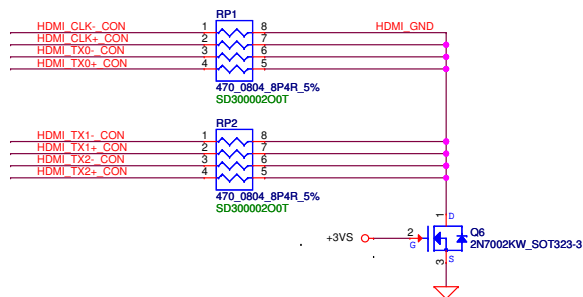 RP1
HDMI_CLK-_CON 1 8 HDMI_GND
HDMI_CLK+_CON 2 7
HDMI_TX0-_CON 3 6
HDMI_TX0+_CON 4 5
470_0804_8P4R_5%
SD300002O0T
RP2
HDMI_TX1-_CON 1 8
HDMI_TX1+_CON 2 7
HDMI_TX2-_CON 3 6
HDMI_TX2+_CON 4 5
470_0804_8P4R_5%
SD300002O0T
1 D
+3VS 2 G Q6
2N7002KW_SOT323-3
3 S